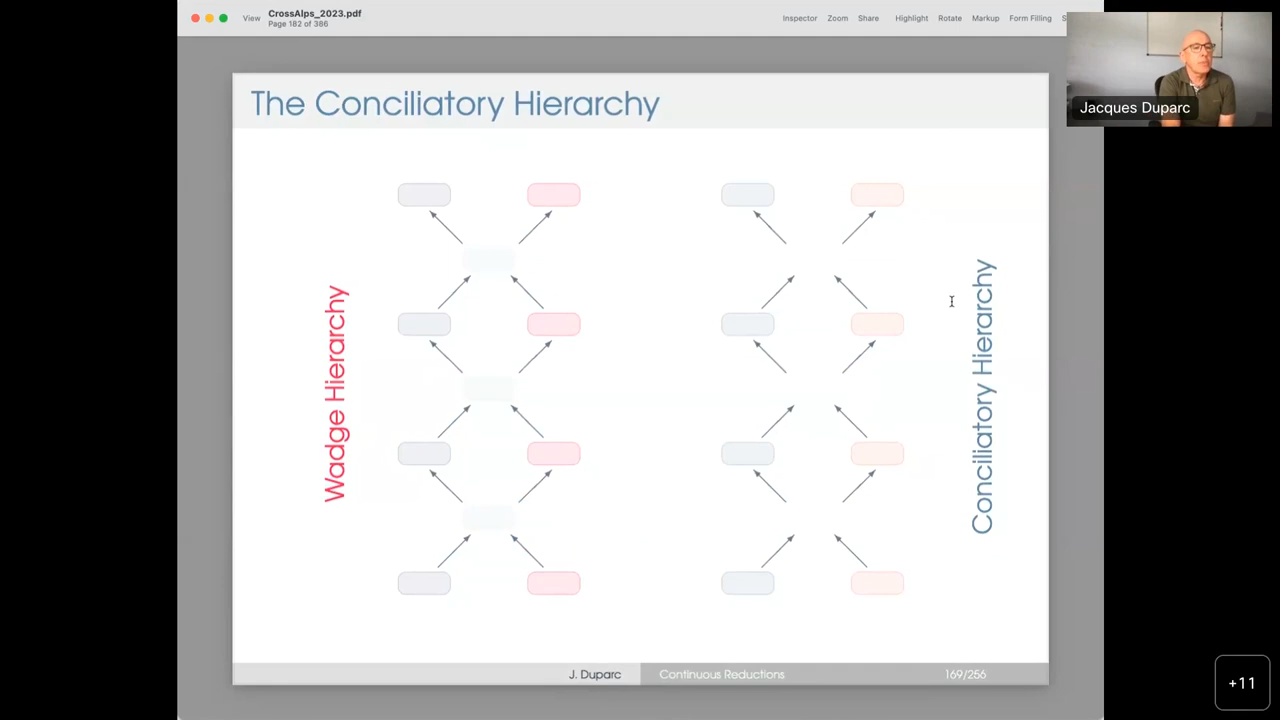 View
CrossAlps_2023.pdf
Page 182 of 386
Inspector Zoom Share Highlight Rotate Markup Form Filling S
Jacques Duparc
The Conciliatory Hierarchy
Wadge Hierarchy
Conciliatory Hierarchy
J. Duparc Continuous Reductions 169/256
+11